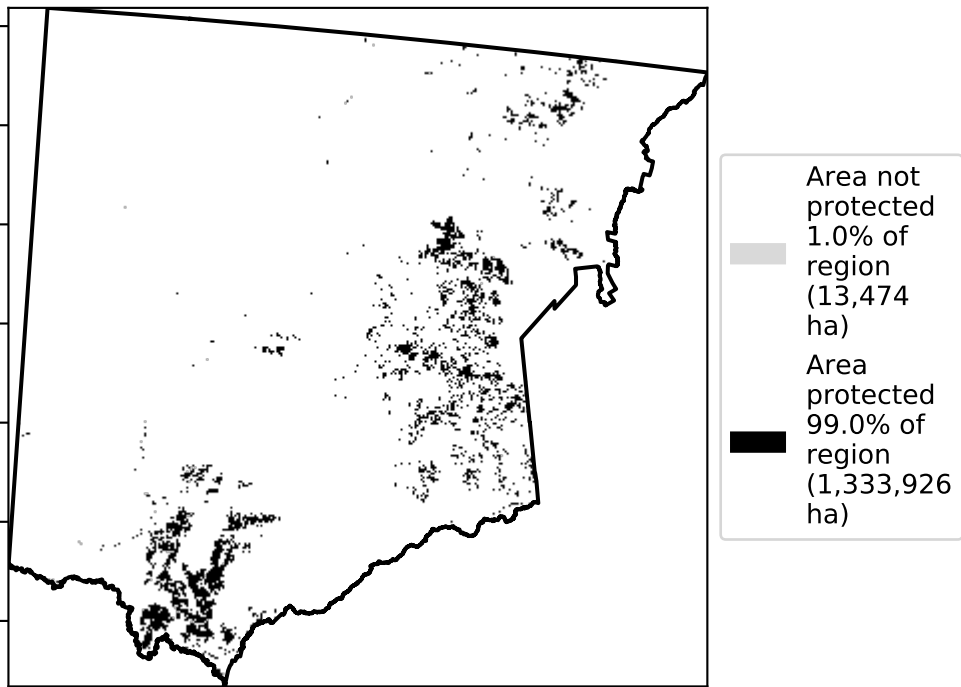 Area not
protected
1.0% of
region
(13,474
ha)
Area
protected
99.0% of
region
(1,333,926
ha)